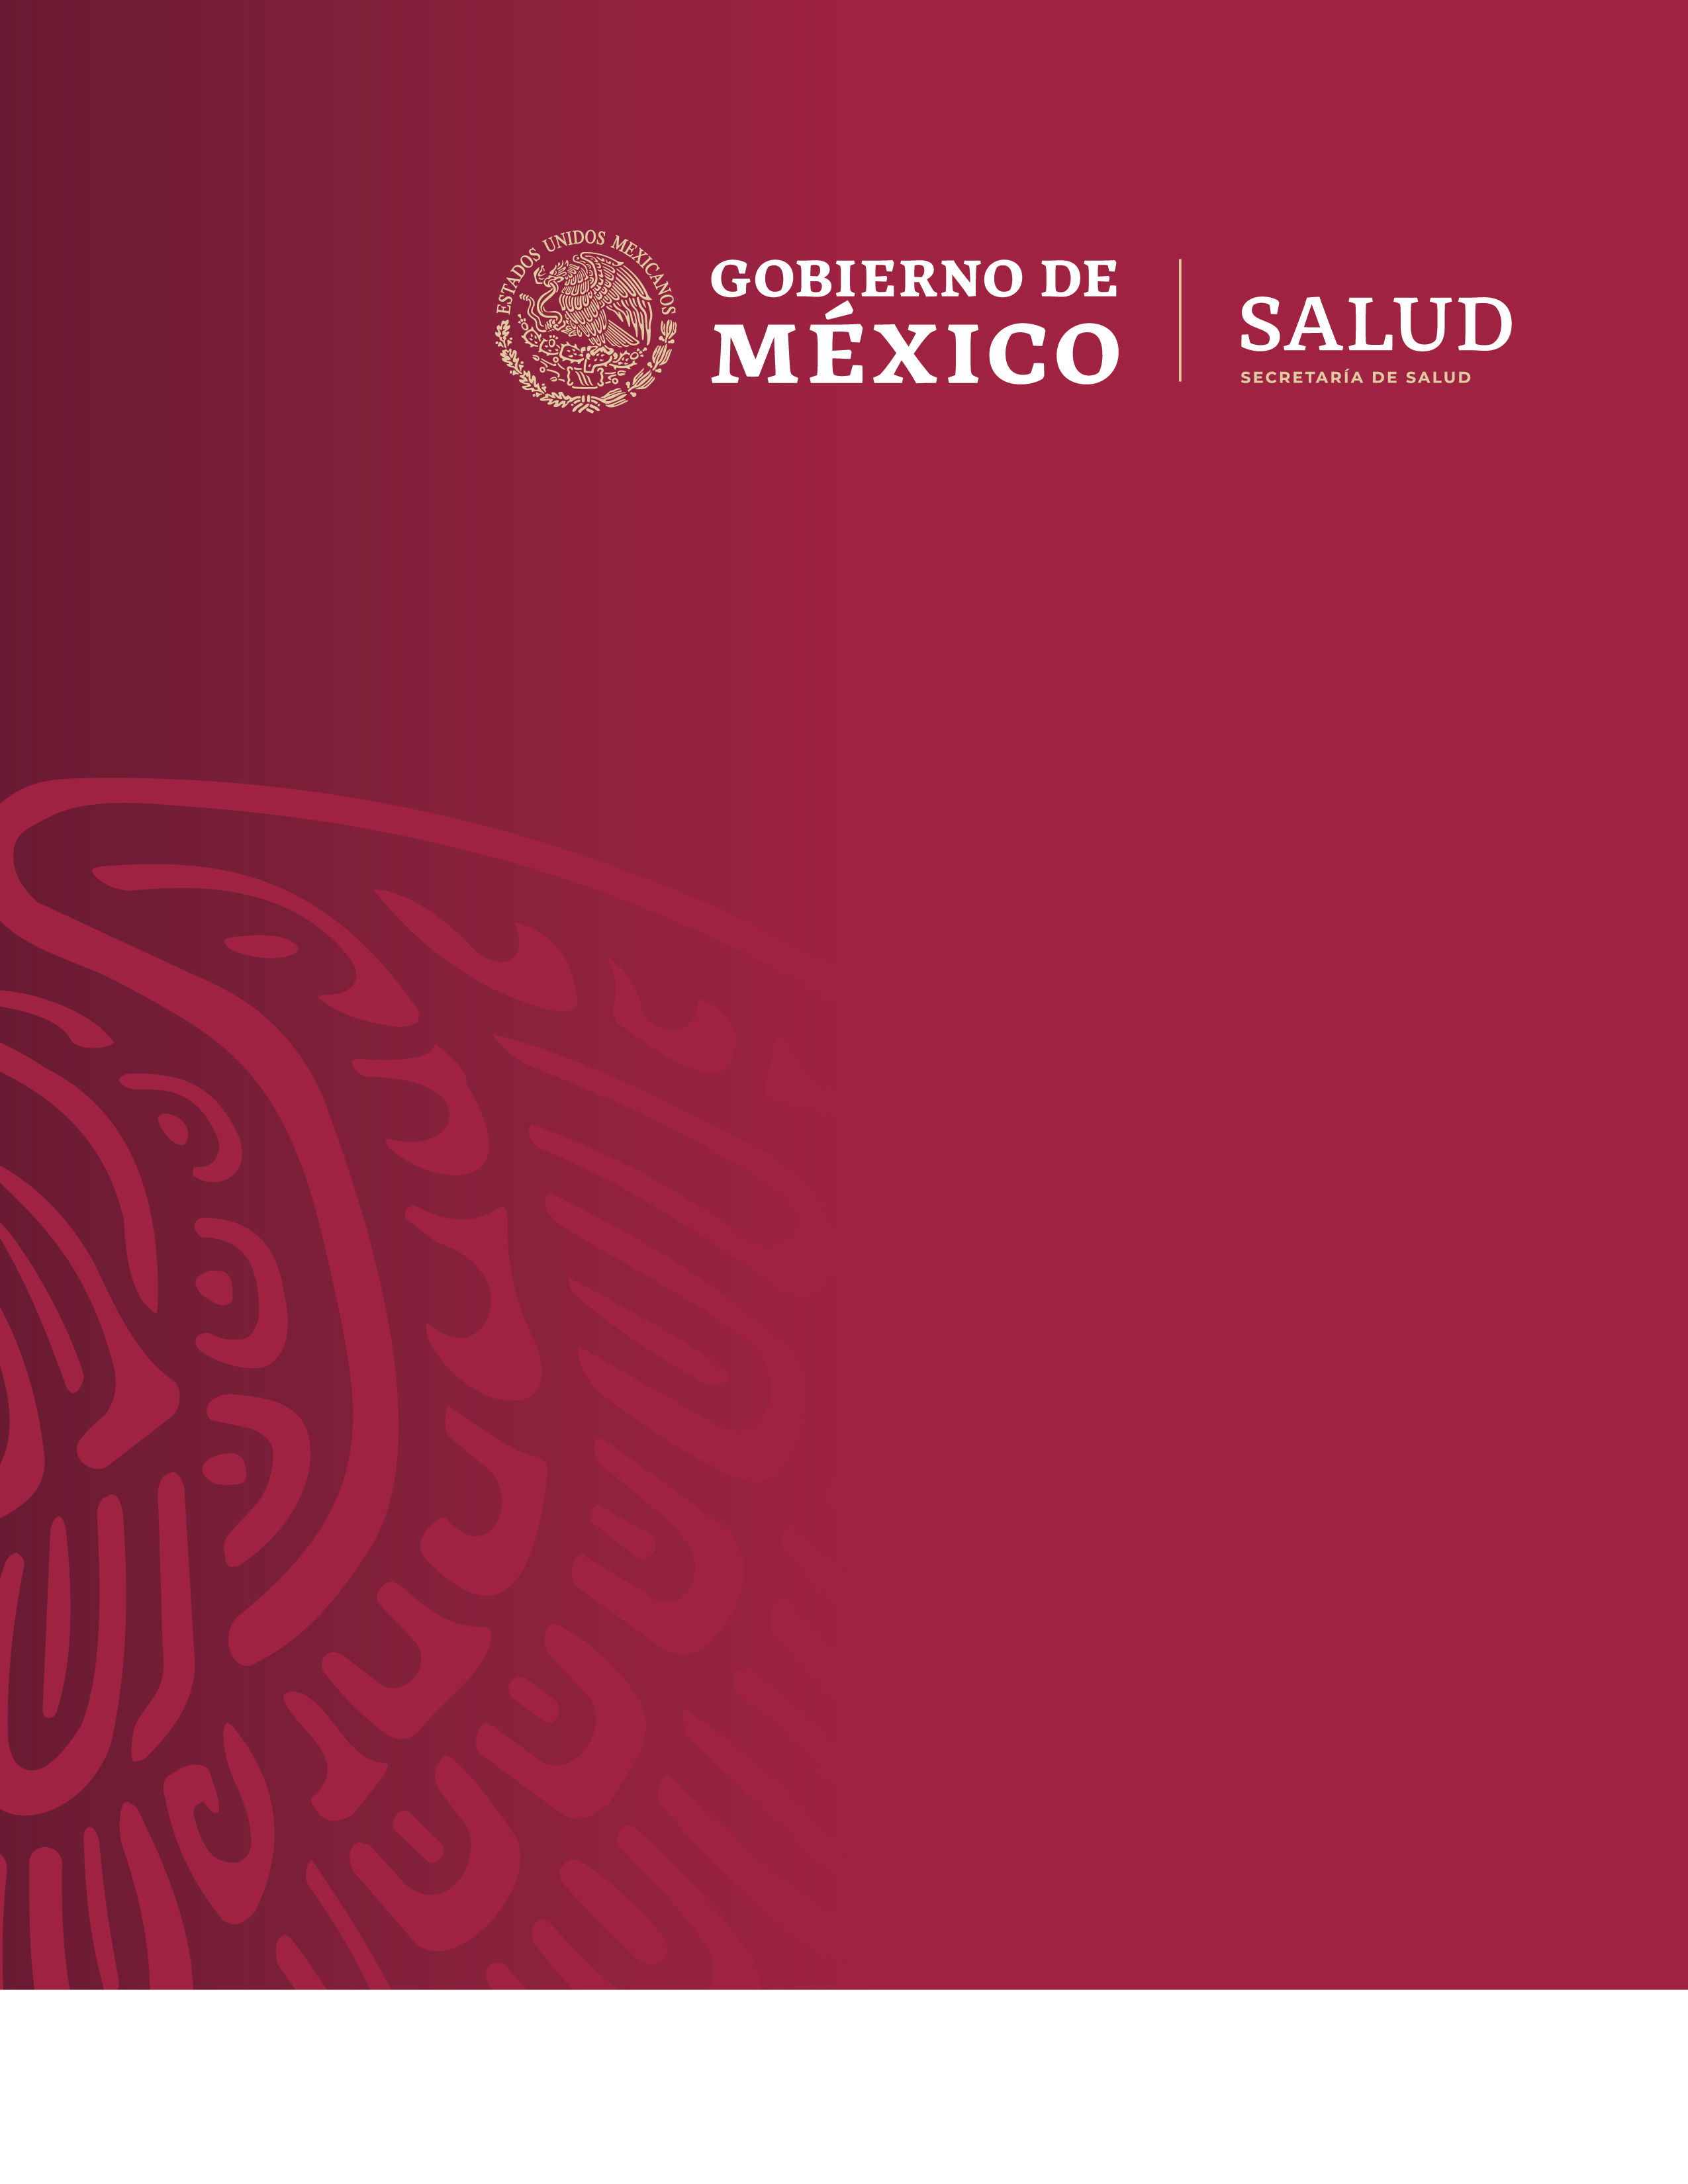 ESTADOS UNIDOS MEXICANOS
GOBIERNO DE
MÉXICO
SALUD
SECRETARÍA DE SALUD